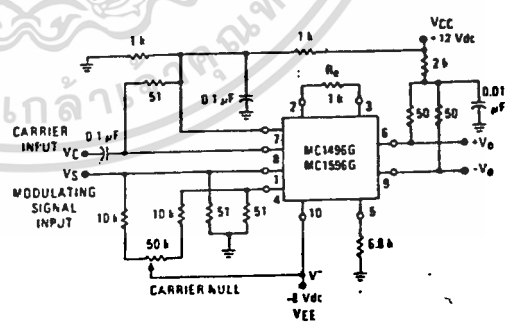 VCC
+12 Vdc
1 k
1 k
2 k
Re
1 k
51
0.1 μF
0.01 μF
50
50
2
3
CARRIER INPUT
0.1 μF
VC
7
8
MC1496G
MC1596G
6
+Vo
VS
1
4
9
-Vo
MODULATING SIGNAL INPUT
10 k
10 k
51
51
10
5
50 k
6.8 k
CARRIER NULL
V-
-8 Vdc
VEE